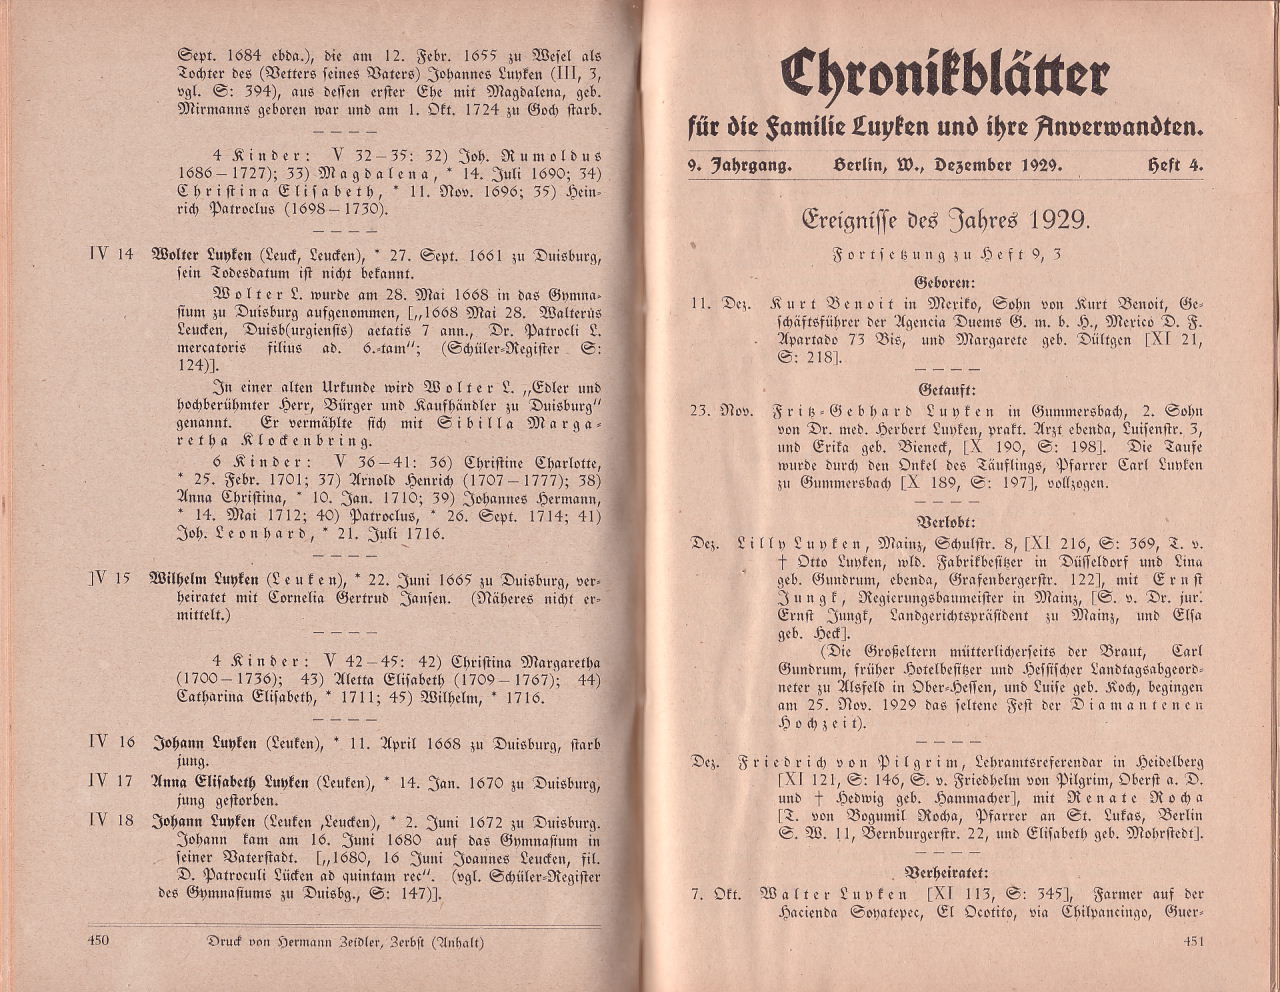 Sept. 1684 ebda.), die am 12. Febr. 1655 zu Wesel als
Tochter des (Vetters seines Vaters) Johannes Luyken (III, 3,
vgl. S: 394), aus dessen erster Ehe mit Magdalena, geb.
Mirmanns geboren war und am 1. Okt. 1724 zu Goch starb.
4 Kinder: V 32–35: 32) Joh. Rumoldus
1686–1727); 33) Magdalena, * 14. Juli 1690; 34)
Christina Elisabeth, * 11. Nov. 1696; 35) Hein-
rich Patroclus (1698–1730).
IV 14 Wolter Luyken (Leuck, Leucken), * 27. Sept. 1661 zu Duisburg,
sein Todesdatum ist nicht bekannt.
Wolter L. wurde am 28. Mai 1668 in das Gymna-
sium zu Duisburg aufgenommen, [„1668 Mai 28. Walterus
Leucken, Duisb(urgiensis) aetatis 7 ann., Dr. Patrocli L.
mercatoris filius ad. 6.-tam“; (Schüler-Register S:
124)].
In einer alten Urkunde wird Wolter L. „Edler und
hochberühmter Herr, Bürger und Kaufhändler zu Duisburg“
genannt. Er vermählte sich mit Sibilla Marga-
retha Klockenbring.
6 Kinder: V 36–41: 36) Christine Charlotte,
* 25. Febr. 1701; 37) Arnold Henrich (1707–1777); 38)
Anna Christina, * 10. Jan. 1710; 39) Johannes Hermann,
* 14. Mai 1712; 40) Patroclus, * 26. Sept. 1714; 41)
Joh. Leonhard, * 21. Juli 1716.
IV 15 Wilhelm Luyken (Leuken), * 22. Juni 1665 zu Duisburg, ver-
heiratet mit Cornelia Gertrud Jansen. (Näheres nicht er-
mittelt.)
4 Kinder: V 42–45: 42) Christina Margaretha
(1700–1736); 43) Aletta Elisabeth (1709–1767); 44)
Catharina Elisabeth, * 1711; 45) Wilhelm, * 1716.
IV 16 Johann Luyken (Leuken), * 11. April 1668 zu Duisburg, starb
jung.
IV 17 Anna Elisabeth Luyken (Leuken), * 14. Jan. 1670 zu Duisburg,
jung gestorben.
IV 18 Johann Luyken (Leuken ,Leucken), * 2. Juni 1672 zu Duisburg.
Johann kam am 16. Juni 1680 auf das Gymnasium in
seiner Vaterstadt. [„1680, 16 Juni Joannes Leucken, fil.
D. Patroculi Lücken ad quintam rec“. (vgl. Schüler-Register
des Gymnasiums zu Duisbg., S: 147)].
450 Druck von Hermann Zeidler, Zerbst (Anhalt)
Chronikblätter
für die Familie Luyken und ihre Anverwandten.
9. Jahrgang. Berlin, W., Dezember 1929. Heft 4.
Ereignisse des Jahres 1929.
Fortsetzung zu Heft 9, 3
Geboren:
11. Dez. Kurt Benoit in Mexiko, Sohn von Kurt Benoit, Ge-
schäftsführer der Agencia Duems G. m. b. H., Mexico D. F.
Apartado 73 Bis, und Margarete geb. Dültgen [XI 21,
S: 218].
Getauft:
23. Nov. Fritz-Gebhard Luyken in Gummersbach, 2. Sohn
von Dr. med. Herbert Luyken, prakt. Arzt ebenda, Luisenstr. 3,
und Erika geb. Bieneck, [X 190, S: 198]. Die Taufe
wurde durch den Onkel des Täuflings, Pfarrer Carl Luyken
zu Gummersbach [X 189, S: 197], vollzogen.
Verlobt:
Dez. Lilly Luyken, Mainz, Schulstr. 8, [XI 216, S: 369, T. v.
† Otto Luyken, wld. Fabrikbesitzer in Düsseldorf und Lina
geb. Gundrum, ebenda, Grafenbergerstr. 122], mit Ernst
Jungk, Regierungsbaumeister in Mainz, [S. v. Dr. jur.
Ernst Jungk, Landgerichtspräsident zu Mainz, und Elsa
geb. Heck].
(Die Großeltern mütterlicherseits der Braut, Carl
Gundrum, früher Hotelbesitzer und Hessischer Landtagsabgeord-
neter zu Alsfeld in Ober-Hessen, und Luise geb. Koch, begingen
am 25. Nov. 1929 das seltene Fest der Diamantenen
Hochzeit).
Dez. Friedrich von Pilgrim, Lehramtsreferendar in Heidelberg
[XI 121, S: 146, S. v. Friedhelm von Pilgrim, Oberst a. D.
und † Hedwig geb. Hammacher], mit Renate Rocha
[T. von Bogumil Rocha, Pfarrer an St. Lukas, Berlin
S. W. 11, Bernburgerstr. 22, und Elisabeth geb. Mohrstedt].
Verheiratet:
7. Okt. Walter Luyken [XI 113, S: 345], Farmer auf der
Hacienda Soyatepec, El Ocotito, via Chilpancingo, Guer-
451